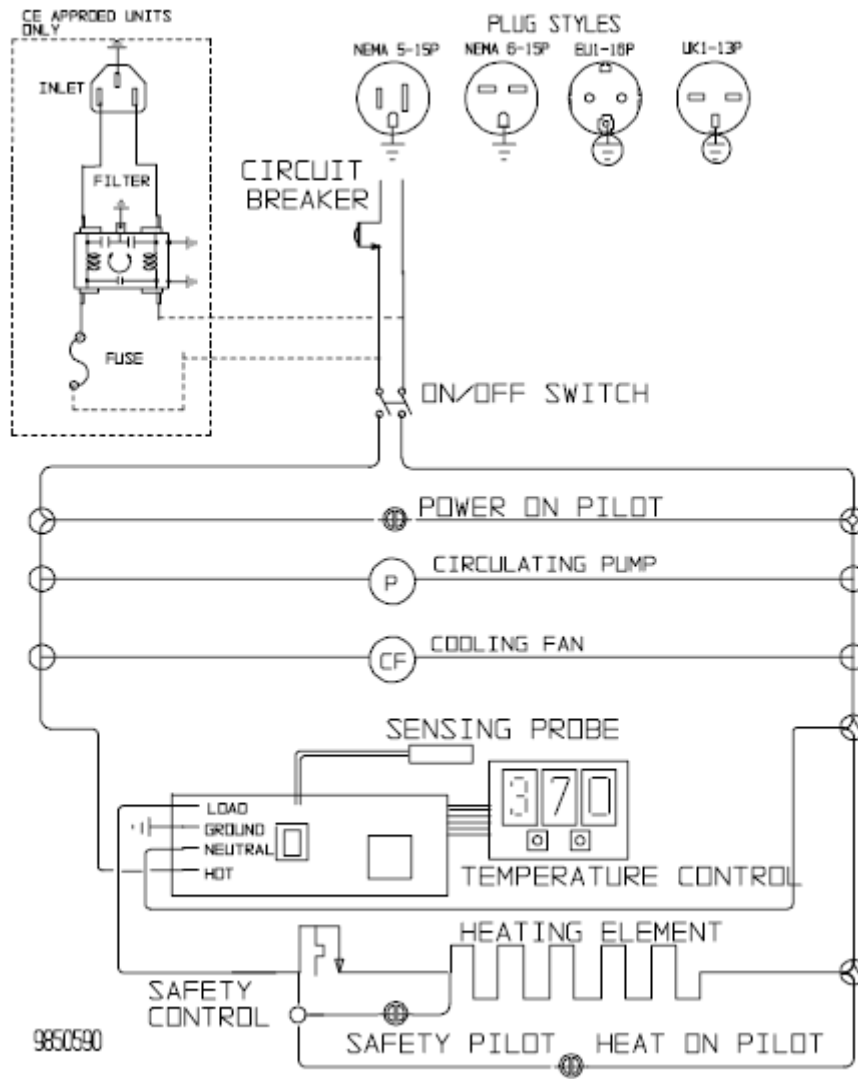 CE APPROED UNITS
ONLY
INLET
FILTER
FUSE
PLUG STYLES
NEMA 5-15P
NEMA 6-15P
EU1-16P
UK1-13P
CIRCUIT
BREAKER
ON/OFF SWITCH
POWER ON PILOT
P
CIRCULATING PUMP
CF
COOLING FAN
SENSING PROBE
370
LOAD
GROUND
NEUTRAL
HOT
TEMPERATURE CONTROL
HEATING ELEMENT
SAFETY
CONTROL
SAFETY PILOT
HEAT ON PILOT
9850590